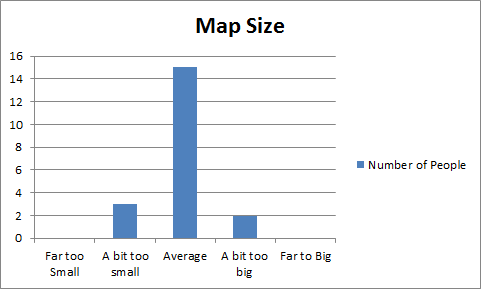 Map Size
16
14
12
10
8
6
4
2
0
Far too
Small
A bit too
small
Average
A bit too
big
Far to Big
Number of People